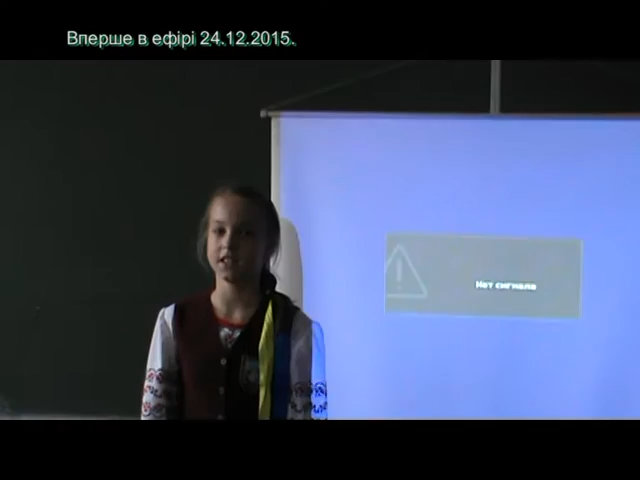 Вперше в ефірі 24.12.2015.
Нет сигнала